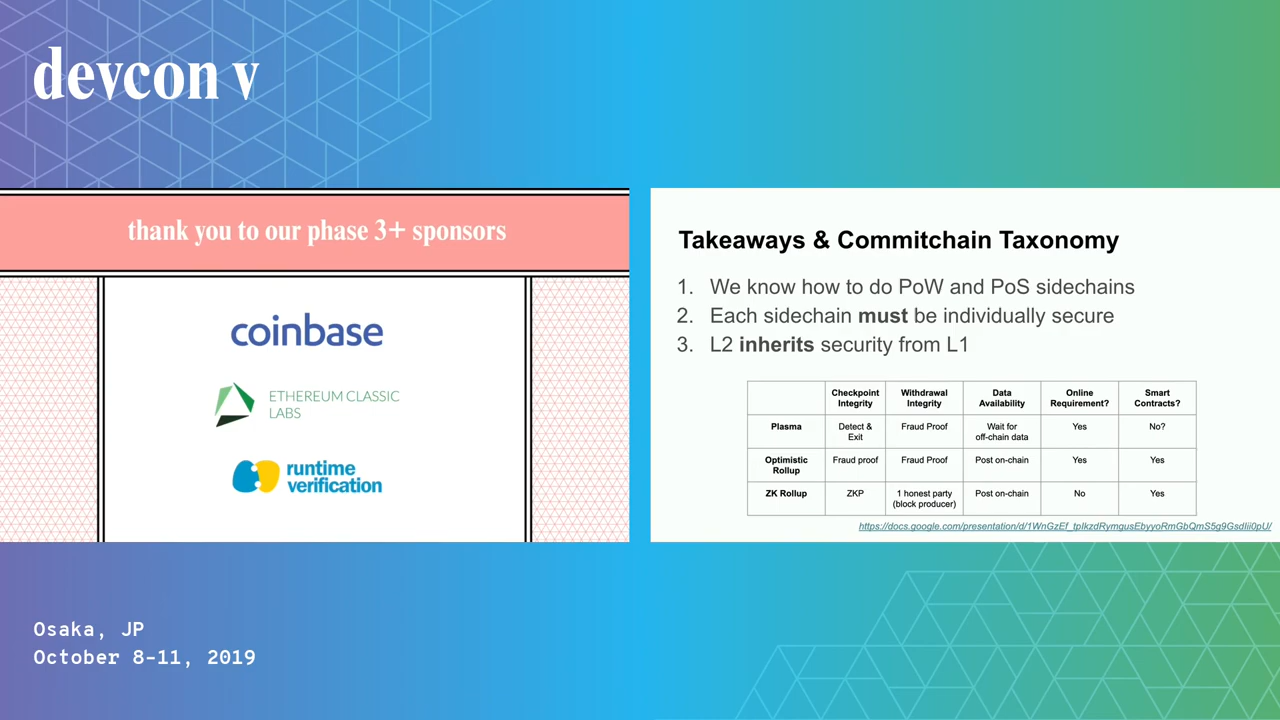 devcon v
thank you to our phase 3+ sponsors
coinbase
ETHEREUM CLASSIC
LABS
runtime
verification
Takeaways & Commitchain Taxonomy
1. We know how to do PoW and PoS sidechains
2. Each sidechain must be individually secure
3. L2 inherits security from L1
Checkpoint Integrity Withdrawal Integrity Data Availability Online Requirement? Smart Contracts?
Plasma Detect & Exit Fraud Proof Wait for off-chain data Yes No?
Optimistic Rollup Fraud proof Fraud Proof Post on-chain Yes Yes
ZK Rollup ZKP 1 honest party (block producer) Post on-chain No Yes
Osaka, JP
October 8-11, 2019